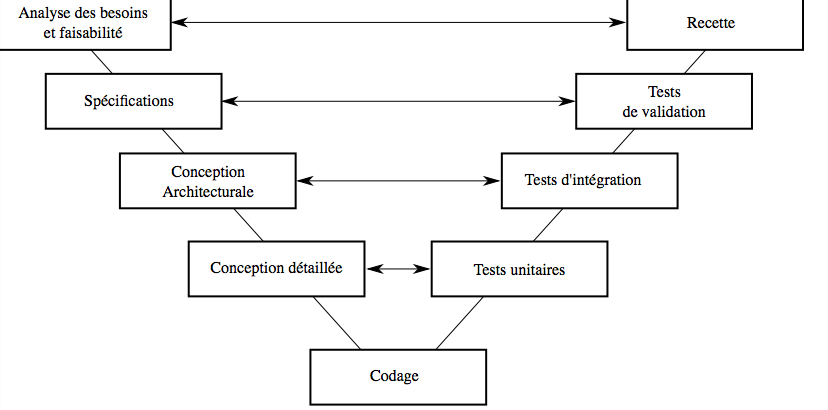 Analyse des besoins
et faisabilité
Recette
Spécifications
Tests
de validation
Conception
Architecturale
Tests d'intégration
Conception détaillée
Tests unitaires
Codage